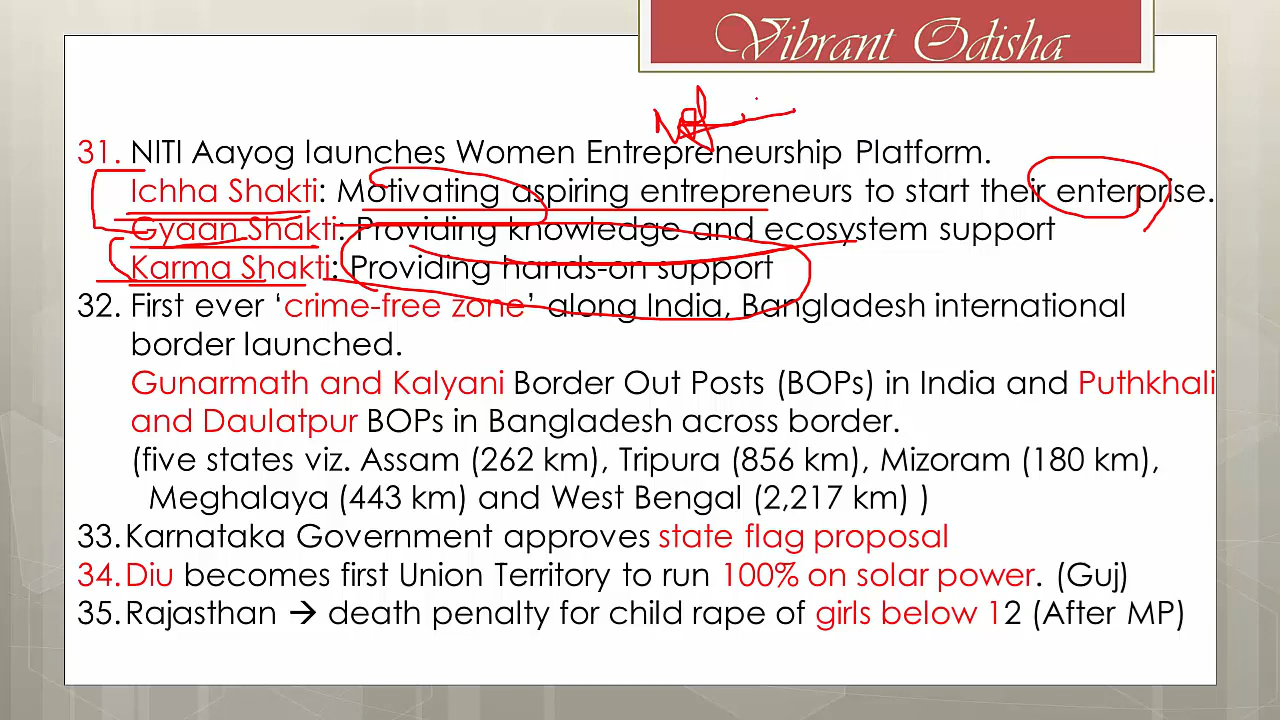 Vibrant Odisha
31. NITI Aayog launches Women Entrepreneurship Platform.
Ichha Shakti: Motivating aspiring entrepreneurs to start their enterprise.
Gyaan Shakti: Providing knowledge and ecosystem support
Karma Shakti: Providing hands-on support
32. First ever ‘crime-free zone’ along India, Bangladesh international
border launched.
Gunarmath and Kalyani Border Out Posts (BOPs) in India and Puthkhali
and Daulatpur BOPs in Bangladesh across border.
(five states viz. Assam (262 km), Tripura (856 km), Mizoram (180 km),
Meghalaya (443 km) and West Bengal (2,217 km) )
33. Karnataka Government approves state flag proposal
34. Diu becomes first Union Territory to run 100% on solar power. (Guj)
35. Rajasthan → death penalty for child rape of girls below 12 (After MP)